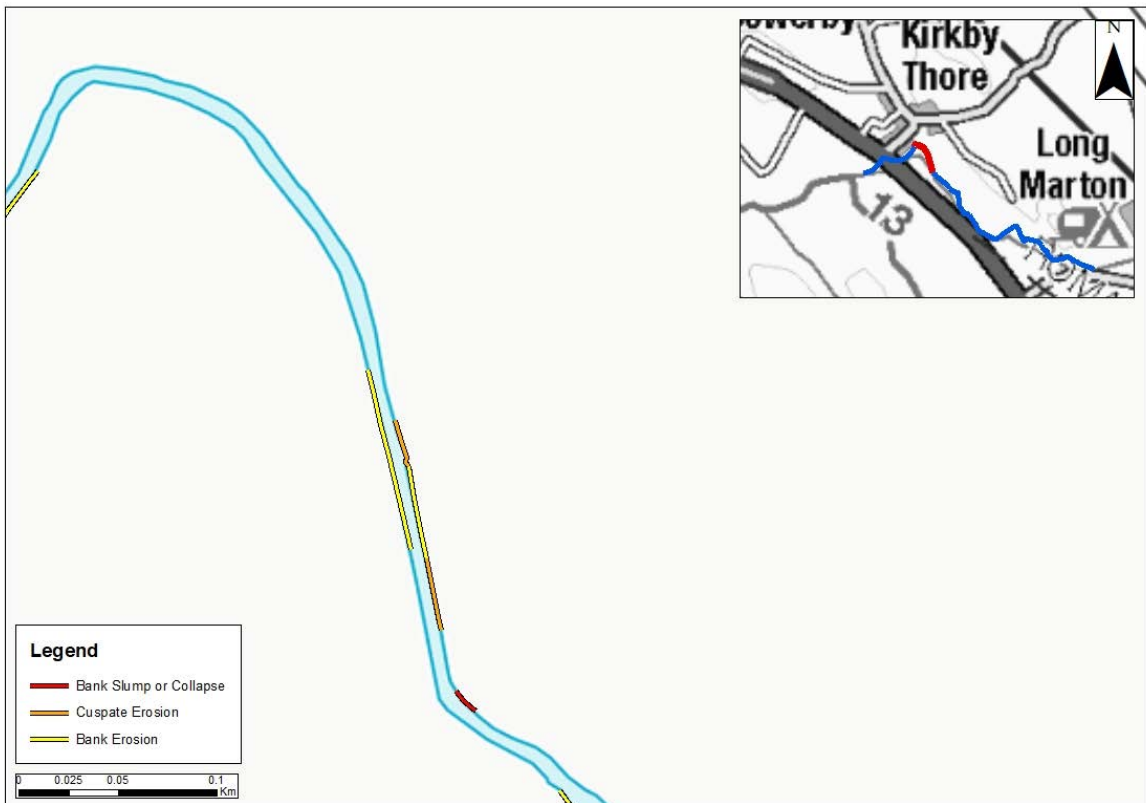 Kirkby
Thore
N
Long
Marton
13
Legend
Bank Slump or Collapse
Cuspate Erosion
Bank Erosion
0 0.025 0.05 0.1
Km